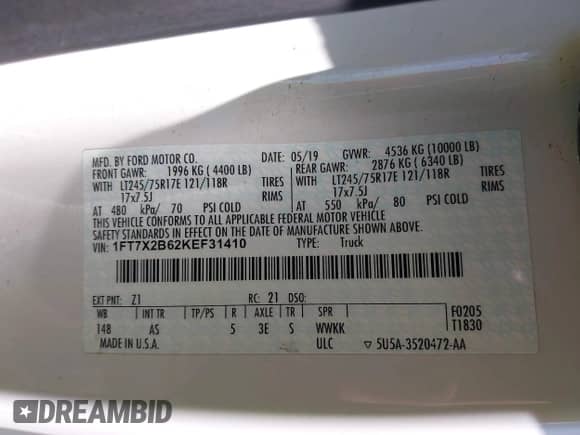 MFD. BY FORD MOTOR CO. DATE: 05/19 GVWR: 4536 KG (10000 LB)
FRONT GAWR: 1996 KG ( 4400 LB) REAR GAWR: 2876 KG ( 6340 LB)
WITH LT245/75R17E 121/118R TIRES WITH LT245/75R17E 121/118R TIRES
17x7.5J RIMS 17x7.5J RIMS
AT 480 kPa/ 70 PSI COLD AT 550 kPa/ 80 PSI COLD
THIS VEHICLE CONFORMS TO ALL APPLICABLE FEDERAL MOTOR VEHICLE
SAFETY STANDARDS IN EFFECT ON THE DATE OF MANUFACTURE SHOWN ABOVE.
VIN: 1FT7X2B62KEF31410 TYPE: Truck
EXT PNT: Z1 RC: 21 DSO:
WB INT TR TP/PS R AXLE TR SPR F0205
148 AS 5 3E S WWKK T1830
MADE IN U.S.A. ULC ▽ 5U5A-3520472-AA
DREAMBID